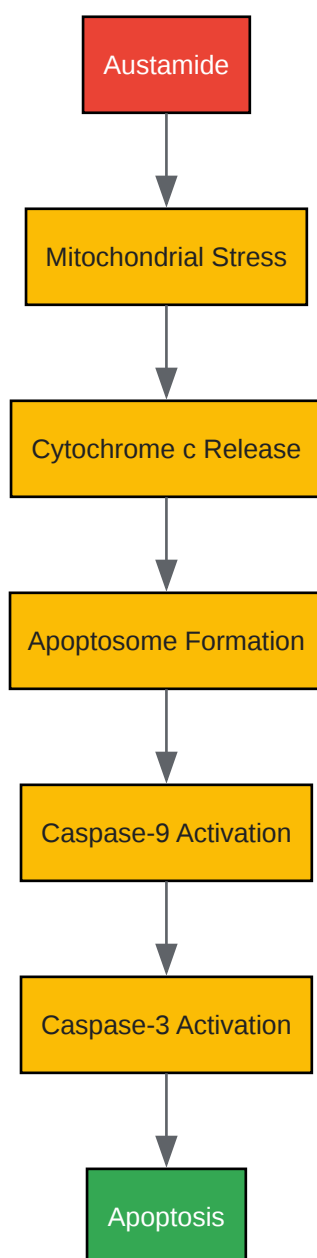 Austamide
Mitochondrial Stress
Cytochrome c Release
Apoptosome Formation
Caspase-9 Activation
Caspase-3 Activation
Apoptosis